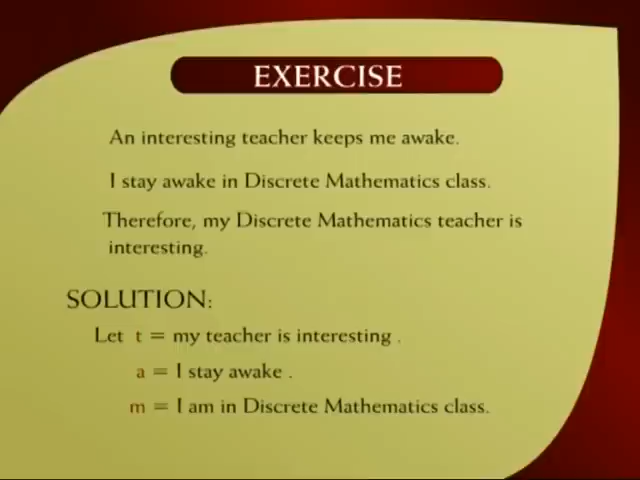 EXERCISE
An interesting teacher keeps me awake.
I stay awake in Discrete Mathematics class.
Therefore, my Discrete Mathematics teacher is
interesting.
SOLUTION:
Let t = my teacher is interesting .
a = I stay awake .
m = I am in Discrete Mathematics class.